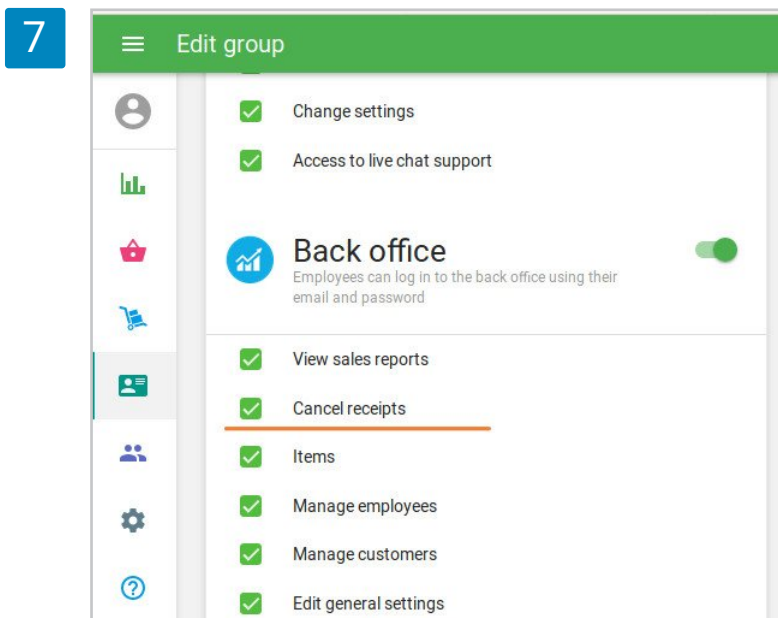 7
Edit group
Change settings
Access to live chat support
Back office
Employees can log in to the back office using their
email and password
View sales reports
Cancel receipts
Items
Manage employees
Manage customers
Edit general settings